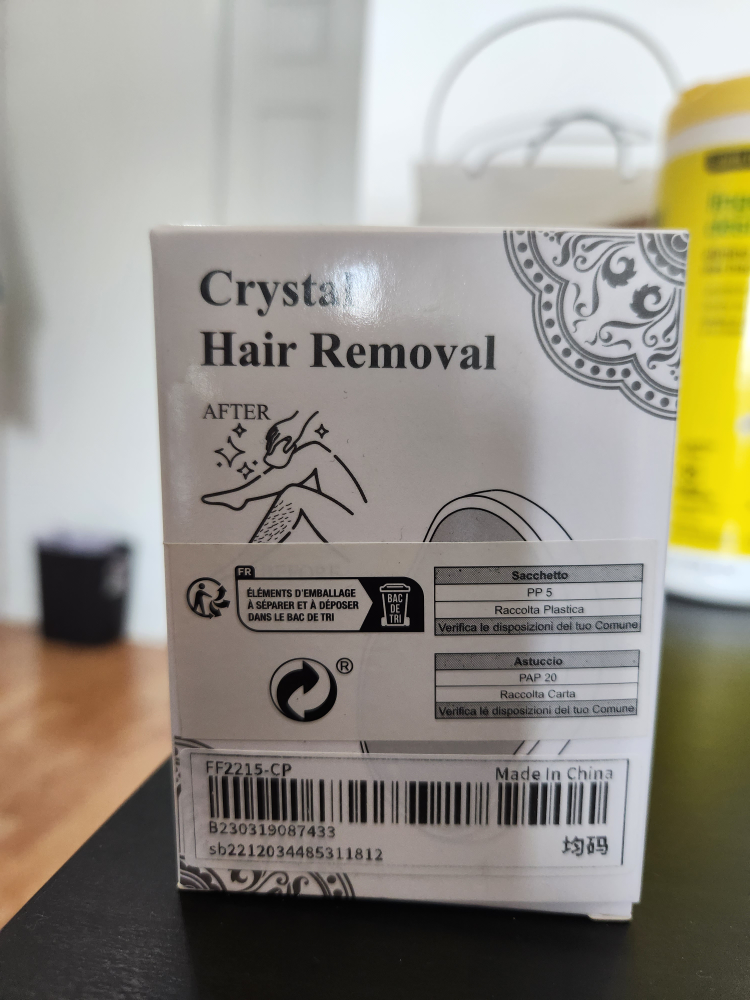 Crystal
Hair Removal
AFTER
BEFORE
FR
ÉLÉMENTS D'EMBALLAGE
À SÉPARER ET À DÉPOSER
DANS LE BAC DE TRI
BAC
DE
TRI
Sacchetto
PP 5
Raccolta Plastica
Verifica le disposizioni del tuo Comune
®
Astuccio
PAP 20
Raccolta Carta
Verifica le disposizioni del tuo Comune
FF2215-CP
Made In China
B230319087433
sb2212034485311812
均码